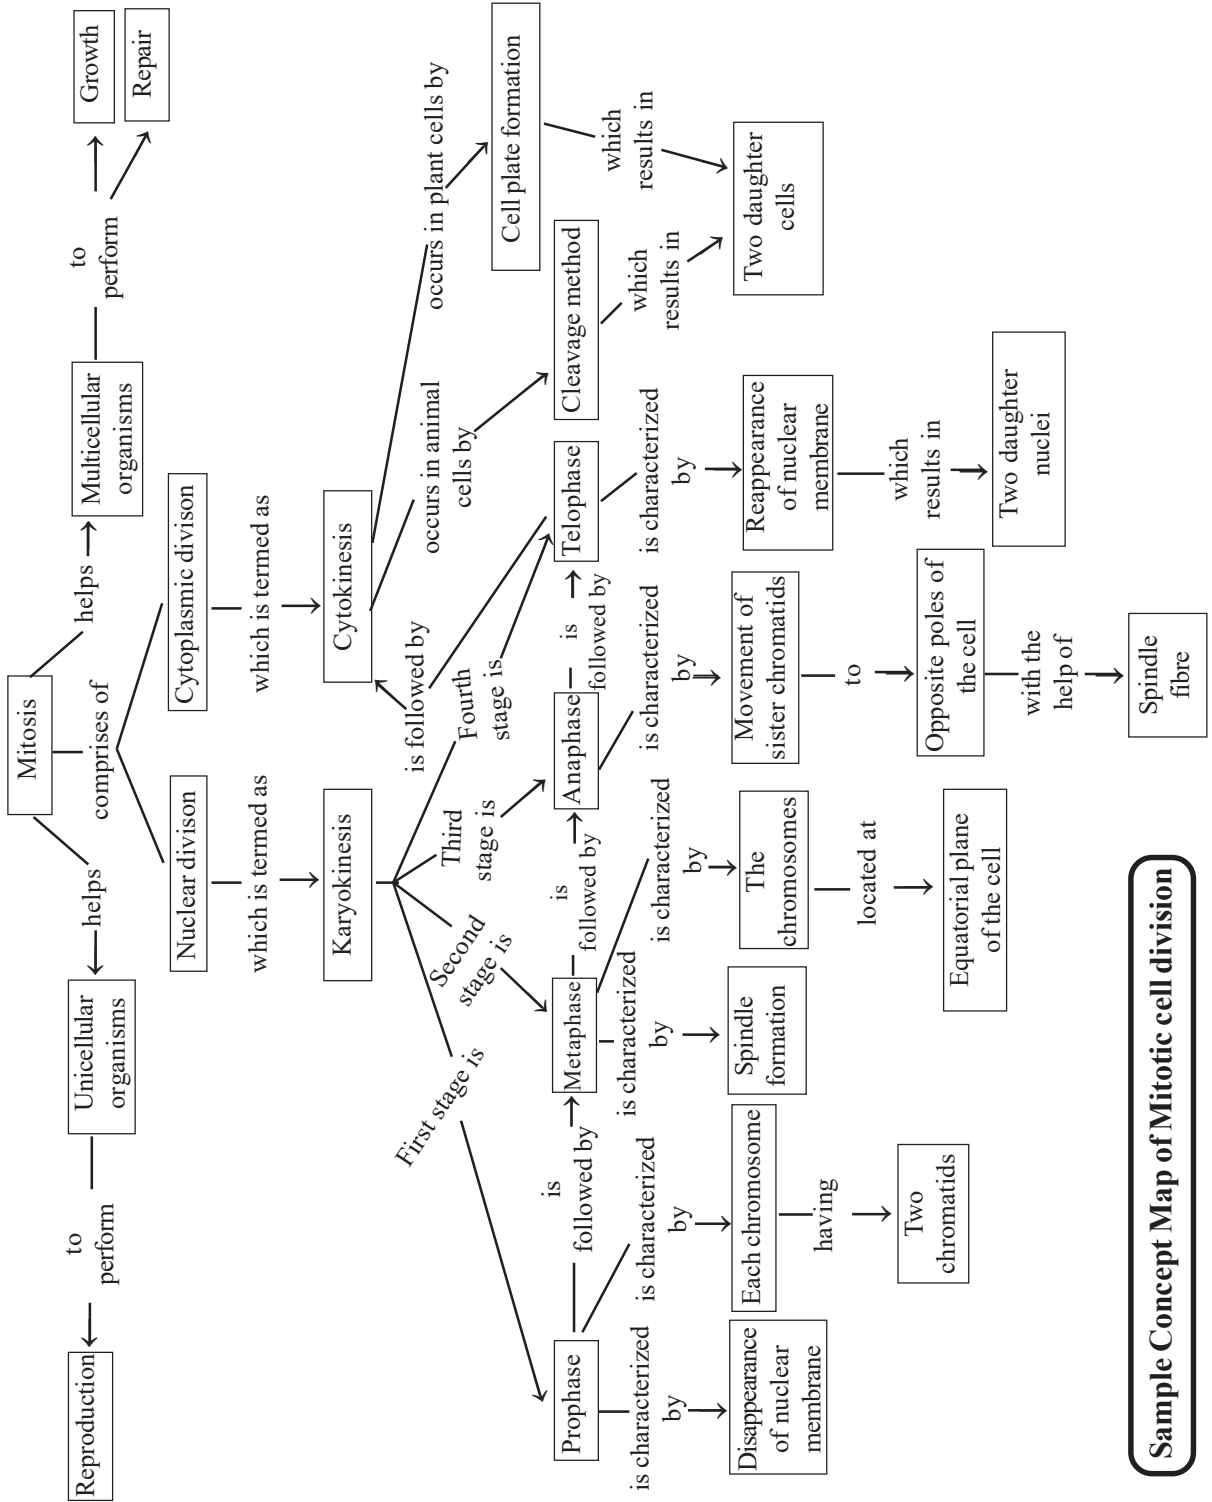 Mitosis
helps
comprises of
helps
Unicellular
organisms
Multicellular
organisms
to
perform
to
perform
Reproduction
Growth
Repair
Nuclear divison
Cytoplasmic divison
which is termed as
which is termed as
Karyokinesis
Cytokinesis
First stage is
Second
stage is
Third
stage is
Fourth
stage is
is followed by
occurs in animal
cells by
occurs in plant cells by
Cell plate formation
Prophase
is
followed by
Metaphase
is
followed by
Anaphase
is
followed by
Telophase
Cleavage method
which
results in
which
results in
is characterized
by
is characterized
by
is characterized
by
is characterized
by
is characterized
by
is characterized
by
Disappearance
of nuclear
membrane
Each chromosome
Spindle
formation
The
chromosomes
Movement of
sister chromatids
Reappearance
of nuclear
membrane
Two daughter
cells
having
located at
to
which
results in
Two
chromatids
Equatorial plane
of the cell
Opposite poles of
the cell
Two daughter
nuclei
with the
help of
Spindle
fibre
Sample Concept Map of Mitotic cell division